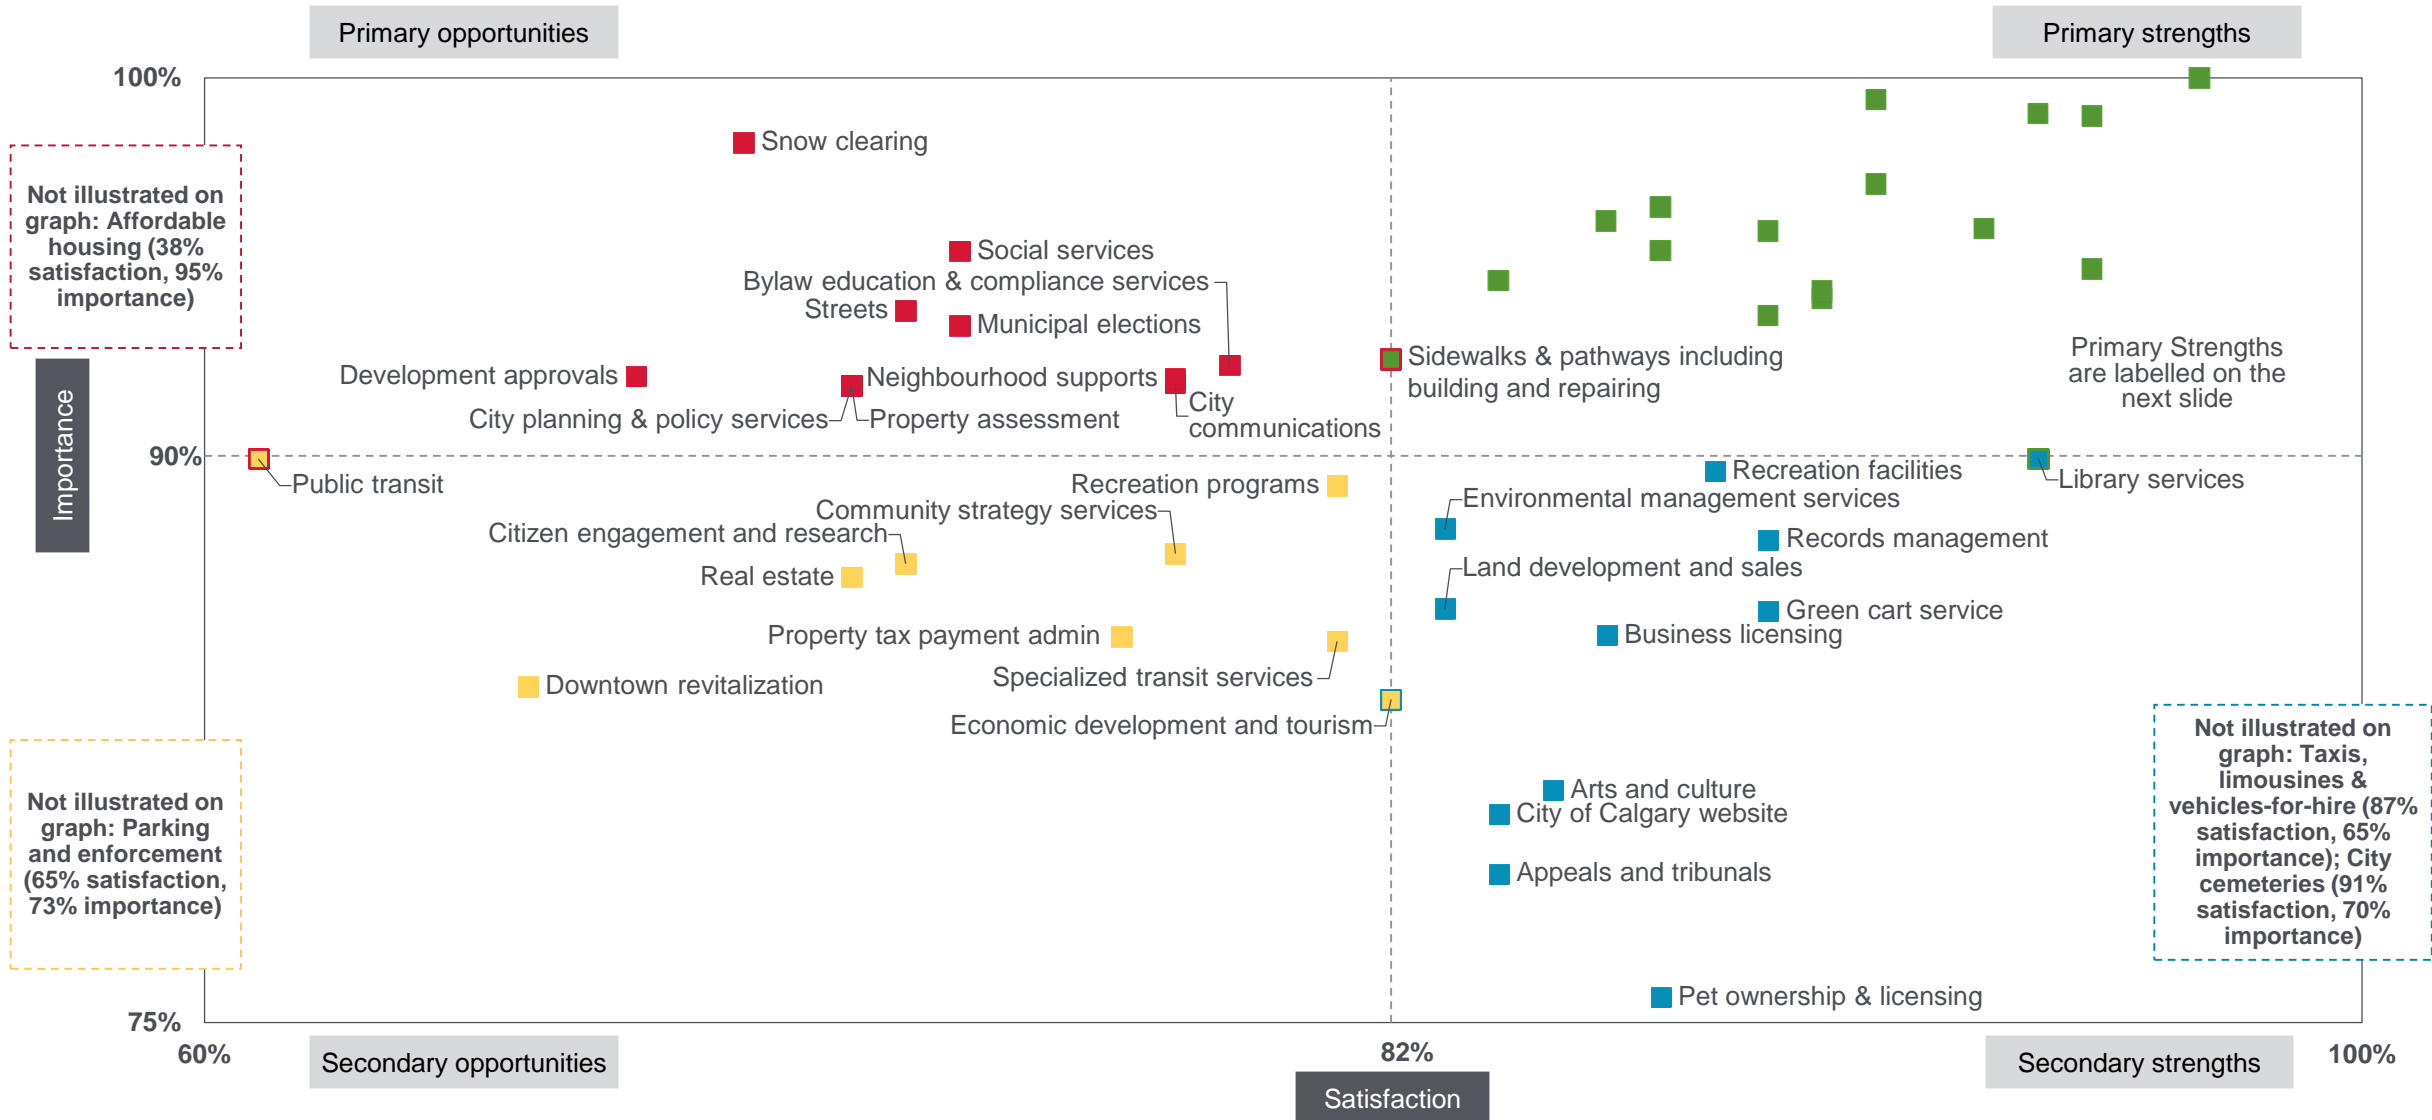 Primary opportunities
Primary strengths
100%
Snow clearing
Not illustrated on
graph: Affordable
housing (38%
satisfaction, 95%
importance)
Social services
Bylaw education & compliance services
Streets
Municipal elections
Sidewalks & pathways including
building and repairing
Primary Strengths
are labelled on the
next slide
Development approvals
Neighbourhood supports
City planning & policy services
Property assessment
City
communications
Importance
90%
Public transit
Recreation programs
Recreation facilities
Library services
Community strategy services
Environmental management services
Citizen engagement and research
Records management
Real estate
Land development and sales
Green cart service
Property tax payment admin
Business licensing
Specialized transit services
Downtown revitalization
Economic development and tourism
Not illustrated on
graph: Parking
and enforcement
(65% satisfaction,
73% importance)
Not illustrated on
graph: Taxis,
limousines &
vehicles-for-hire (87%
satisfaction, 65%
importance); City
cemeteries (91%
satisfaction, 70%
importance)
Arts and culture
City of Calgary website
Appeals and tribunals
Pet ownership & licensing
75%
60%
82%
100%
Secondary opportunities
Secondary strengths
Satisfaction